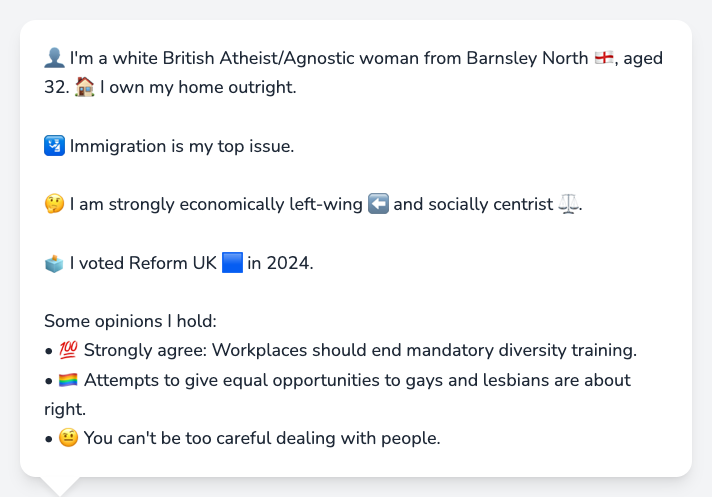 👤 I'm a white British Atheist/Agnostic woman from Barnsley North 🏴󠁧󠁢󠁥󠁮󠁧󠁿, aged
32. 🏠 I own my home outright.
🛂 Immigration is my top issue.
🤔 I am strongly economically left-wing ⬅️ and socially centrist ⚖️.
🗳️ I voted Reform UK 🟦 in 2024.
Some opinions I hold:
• 💯 Strongly agree: Workplaces should end mandatory diversity training.
• 🏳️‍🌈 Attempts to give equal opportunities to gays and lesbians are about
right.
• 🤨 You can't be too careful dealing with people.